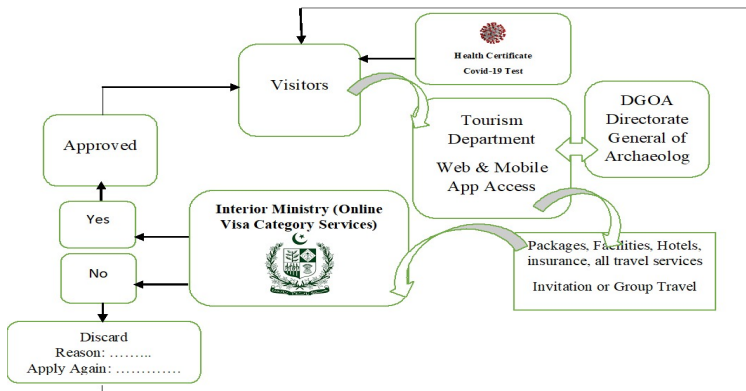 Health Certificate
Covid-19 Test
Visitors
DGOA
Directorate
General of
Archaeolog
Tourism
Department
Web & Mobile
App Access
Approved
Interior Ministry (Online
Visa Category Services)
Yes
No
Packages, Facilities, Hotels,
insurance, all travel services
Invitation or Group Travel
Discard
Reason: ……...
Apply Again: ………….